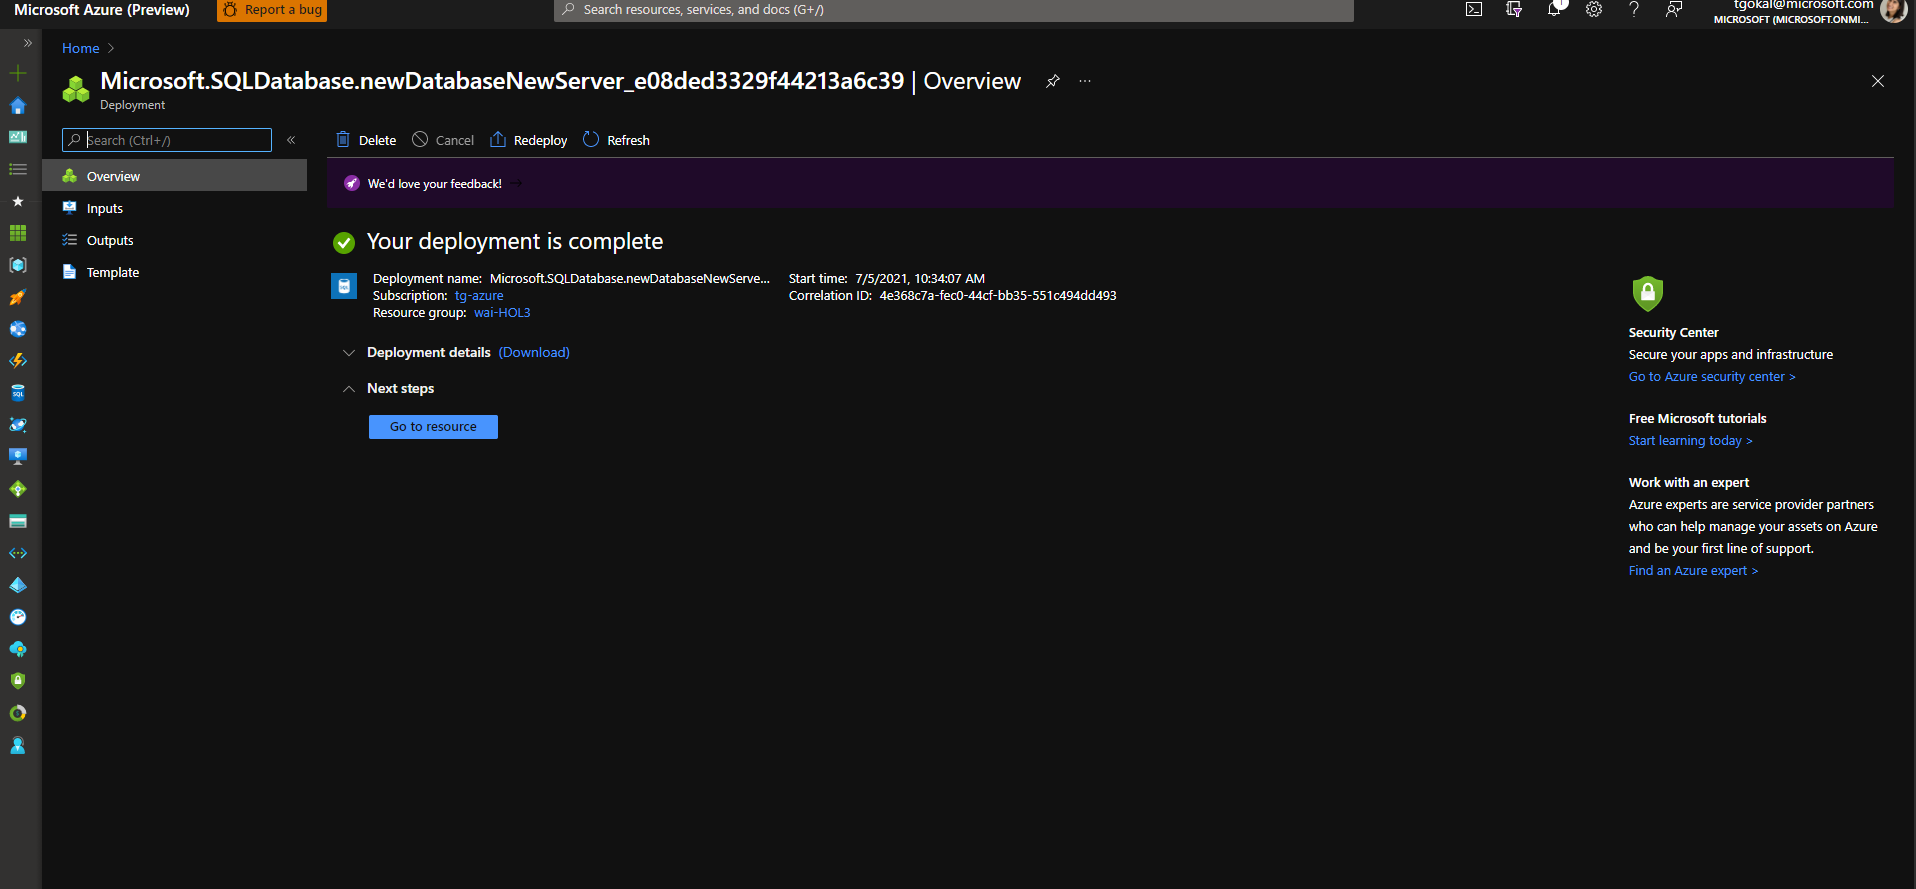 Microsoft Azure (Preview)
Report a bug
Search resources, services, and docs (G+/)
1
tgokal@microsoft.com
MICROSOFT (MICROSOFT.ONMI...
Home
Microsoft.SQLDatabase.newDatabaseNewServer_e08ded3329f44213a6c39 | Overview
Deployment
Search (Ctrl+/)
Delete
Cancel
Redeploy
Refresh
Overview
Inputs
Outputs
Template
We'd love your feedback! →
Your deployment is complete
Deployment name: Microsoft.SQLDatabase.newDatabaseNewServe...
Subscription: tg-azure
Resource group: wai-HOL3
Start time: 7/5/2021, 10:34:07 AM
Correlation ID: 4e368c7a-fec0-44cf-bb35-551c494dd493
Deployment details (Download)
Next steps
Go to resource
Security Center
Secure your apps and infrastructure
Go to Azure security center >
Free Microsoft tutorials
Start learning today >
Work with an expert
Azure experts are service provider partners
who can help manage your assets on Azure
and be your first line of support.
Find an Azure expert >
SQL